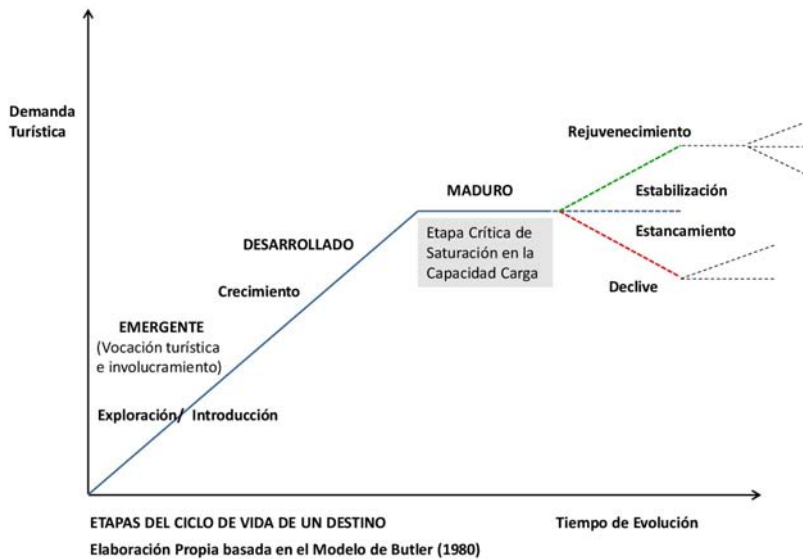 Demanda
Turística
Rejuvenecimiento
MADURO
Estabilización
Etapa Crítica de
Saturación en la
Capacidad Carga
Estancamiento
DESARROLLADO
Declive
Crecimiento
EMERGENTE
(Vocación turística
e involucramiento)
Exploración/ Introducción
ETAPAS DEL CICLO DE VIDA DE UN DESTINO
Tiempo de Evolución
Elaboración Propia basada en el Modelo de Butler (1980)